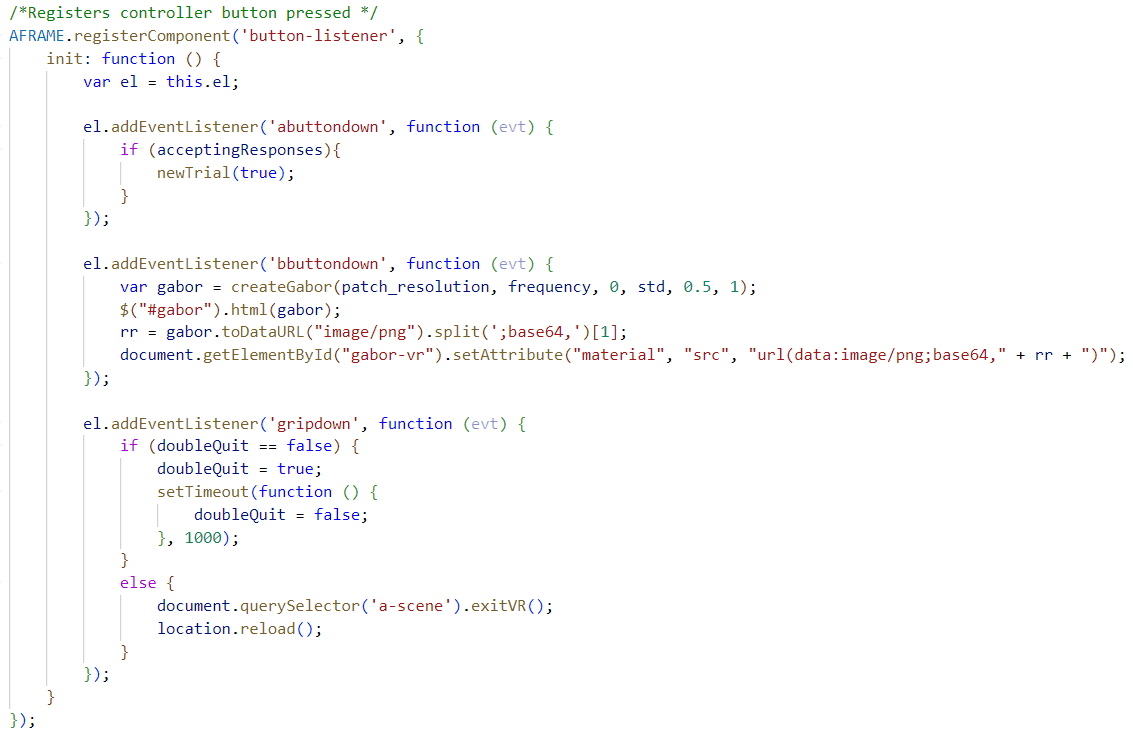 /*Registers controller button pressed */
AFRAME.registerComponent('button-listener', {
    init: function () {
        var el = this.el;

        el.addEventListener('abuttondown', function (evt) {
            if (acceptingResponses){
                newTrial(true);
            }
        });

        el.addEventListener('bbuttondown', function (evt) {
            var gabor = createGabor(patch_resolution, frequency, 0, std, 0.5, 1);
            $("#gabor").html(gabor);
            rr = gabor.toDataURL("image/png").split(';base64,')[1];
            document.getElementById("gabor-vr").setAttribute("material", "src", "url(data:image/png;base64," + rr + ")");
        });

        el.addEventListener('gripdown', function (evt) {
            if (doubleQuit == false) {
                doubleQuit = true;
                setTimeout(function () {
                    doubleQuit = false;
                }, 1000);
            }
            else {
                document.querySelector('a-scene').exitVR();
                location.reload();
            }
        });
    }
});